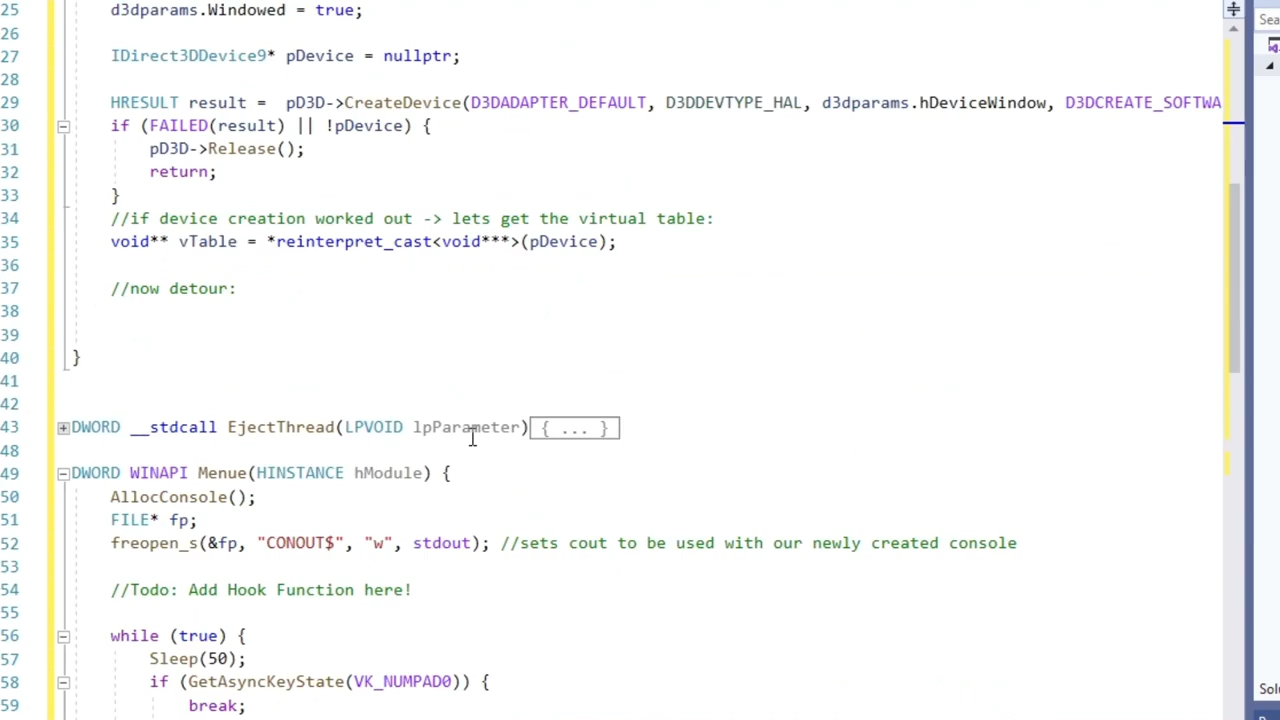 25 d3dparams.Windowed = true;
26
27 IDirect3DDevice9* pDevice = nullptr;
28
29 HRESULT result =  pD3D->CreateDevice(D3DADAPTER_DEFAULT, D3DDEVTYPE_HAL, d3dparams.hDeviceWindow, D3DCREATE_SOFTWA
30 if (FAILED(result) || !pDevice) {
31 pD3D->Release();
32 return;
33 }
34 //if device creation worked out -> lets get the virtual table:
35 void** vTable = *reinterpret_cast<void***>(pDevice);
36
37 //now detour:
38
39
40 }
41
42
43 DWORD __stdcall EjectThread(LPVOID lpParameter){ ... }
48
49 DWORD WINAPI Menue(HINSTANCE hModule) {
50 AllocConsole();
51 FILE* fp;
52 freopen_s(&fp, "CONOUT$", "w", stdout); //sets cout to be used with our newly created console
53
54 //Todo: Add Hook Function here!
55
56 while (true) {
57 Sleep(50);
58 if (GetAsyncKeyState(VK_NUMPAD0)) {
59 break;
Sea
Solu